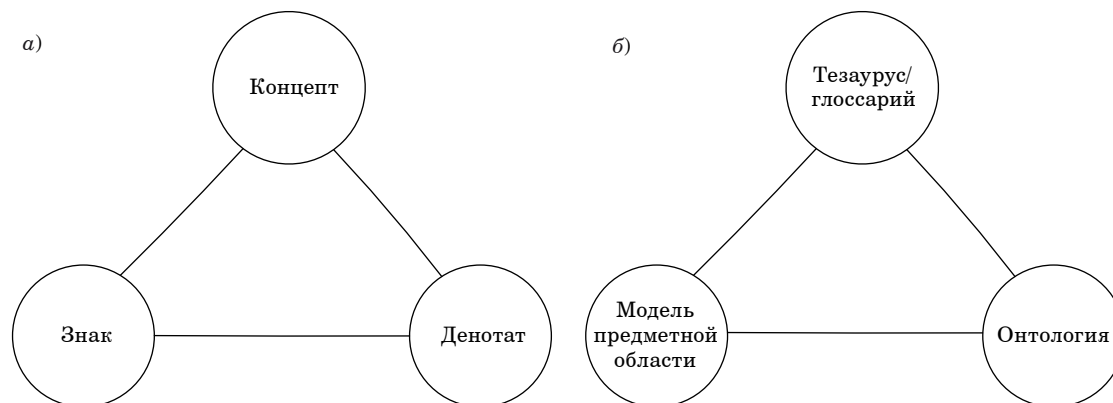 а)
Концепт
Знак
Денотат
б)
Тезаурус/
глоссарий
Модель
предметной
области
Онтология